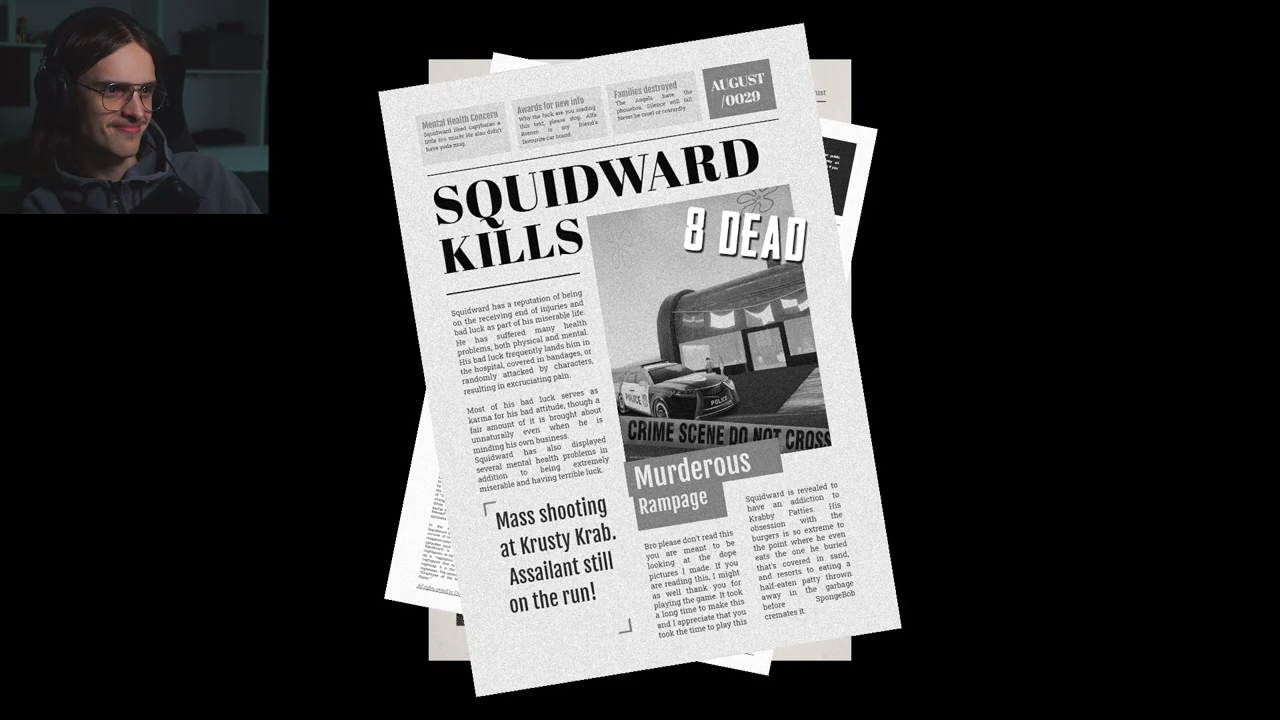 Mental Health Concern
Squidward liked capybaras a
little too much! He also didn't
have yoda mug.
Awards for new info
Why the fuck are you reading
this text, please stop. Alfa
Romeo is my friend's
favourite car brand.
Families destroyed
The Angels have the
phonebox. Silence will fall
Never be cruel or cowardly.
AUGUST
/0029
SQUIDWARD
KILLS
8 DEAD
Squidward has a reputation of being
on the receiving end of injuries and
bad luck as part of his miserable life.
He has suffered many health
problems, both physical and mental.
His bad luck frequently lands him in
the hospital, covered in bandages, or
randomly attacked by characters,
resulting in excruciating pain.
Most of his bad luck serves as
karma for his bad attitude, though a
fair amount of it is brought about
unnaturally even when he is
minding his own business.
Squidward has also displayed
several mental health problems in
addition to being extremely
miserable and having terrible luck.
POLICE
POLICE
CRIME SCENE DO NOT CROSS
Murderous
Rampage
Mass shooting
at Krusty Krab.
Assailant still
on the run!
Bro please don't read this
you are meant to be
looking at the dope
pictures I made. If you
are reading this, I might
as well thank you for
playing the game. It took
a long time to make this
and I appreciate that you
took the time to play this
Squidward is revealed to
have an addiction to
Krabby Patties. His
obsession with the
burgers is so extreme to
the point where he even
eats the one he buried
that's covered in sand,
and resorts to eating a
half-eaten patty thrown
away in the garbage
before SpongeBob
cremates it.